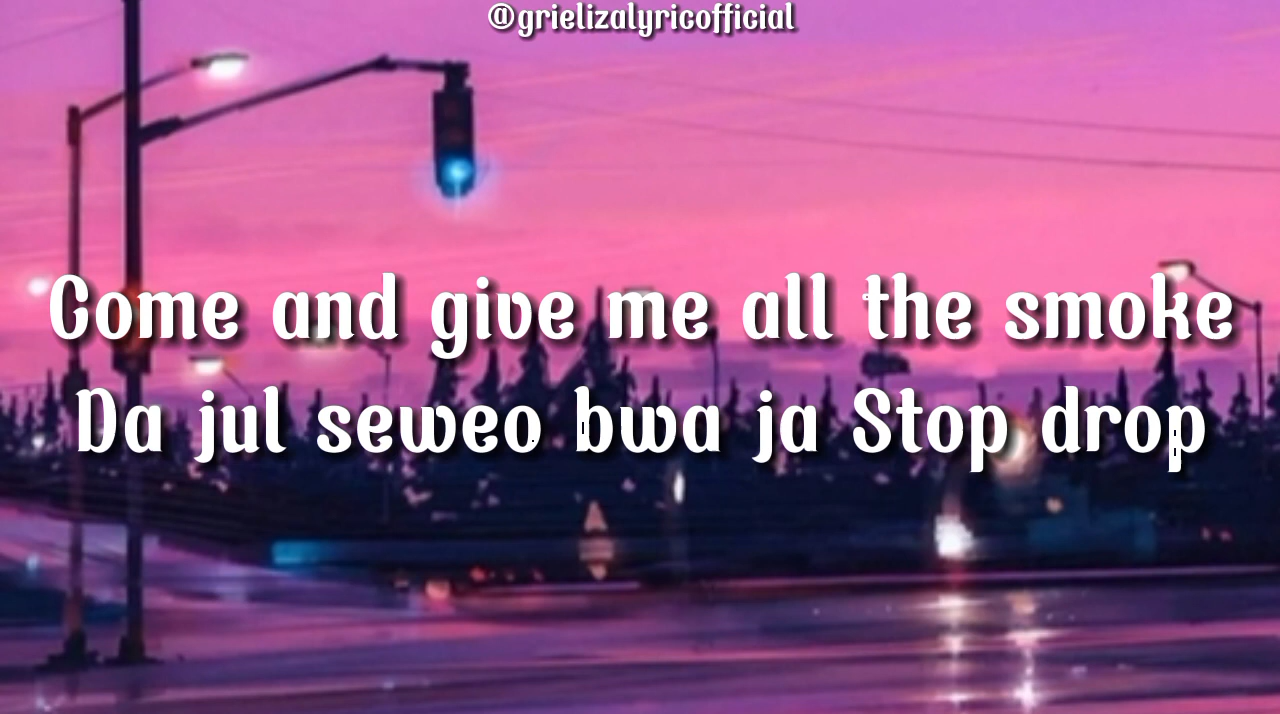 @grielizalyricofficial
Come and give me all the smoke
Da jul seweo bwa ja Stop drop